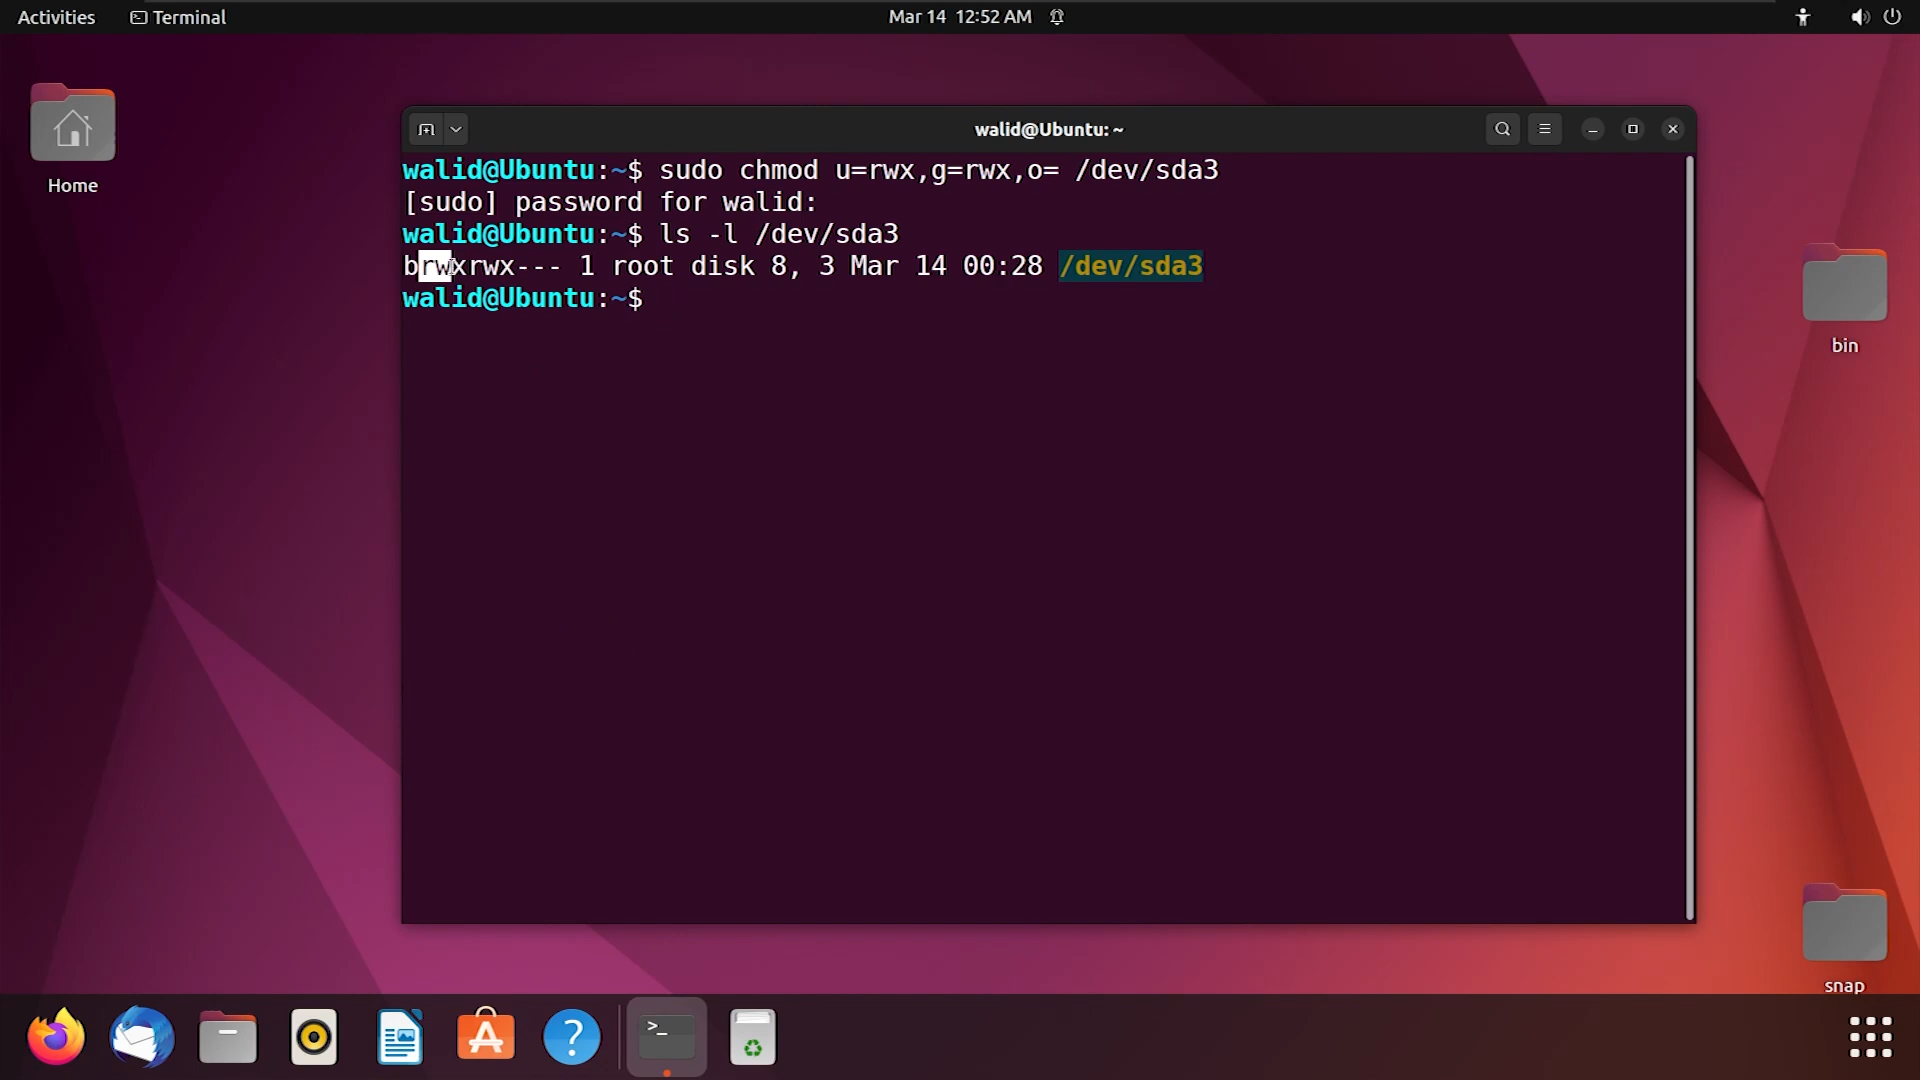 Activities Terminal Mar 14 12:52 AM
Home
walid@Ubuntu: ~
walid@Ubuntu:~$ sudo chmod u=rwx,g=rwx,o= /dev/sda3
[sudo] password for walid:
walid@Ubuntu:~$ ls -l /dev/sda3
brwxrwx--- 1 root disk 8, 3 Mar 14 00:28 /dev/sda3
walid@Ubuntu:~$
bin
snap